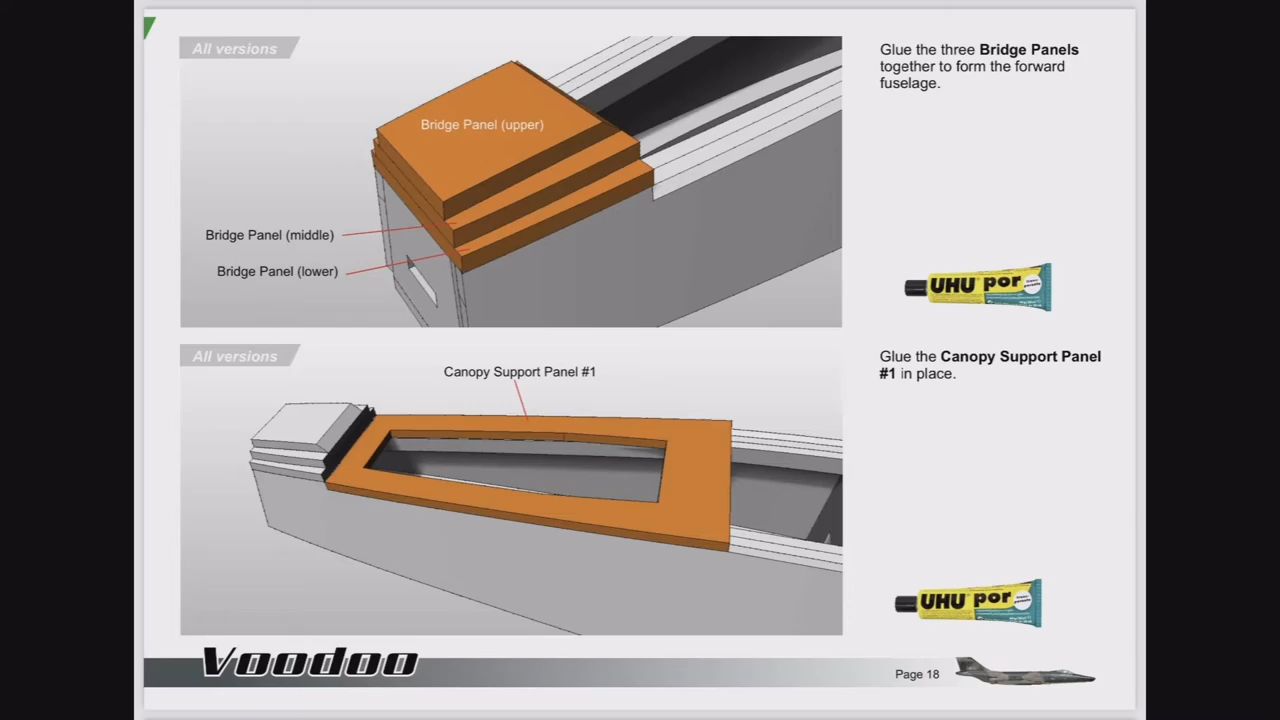 All versions
Bridge Panel (upper)
Bridge Panel (middle)
Bridge Panel (lower)
Glue the three Bridge Panels
together to form the forward
fuselage.
UHU por
All versions
Canopy Support Panel #1
Glue the Canopy Support Panel
#1 in place.
UHU por
Voodoo
Page 18